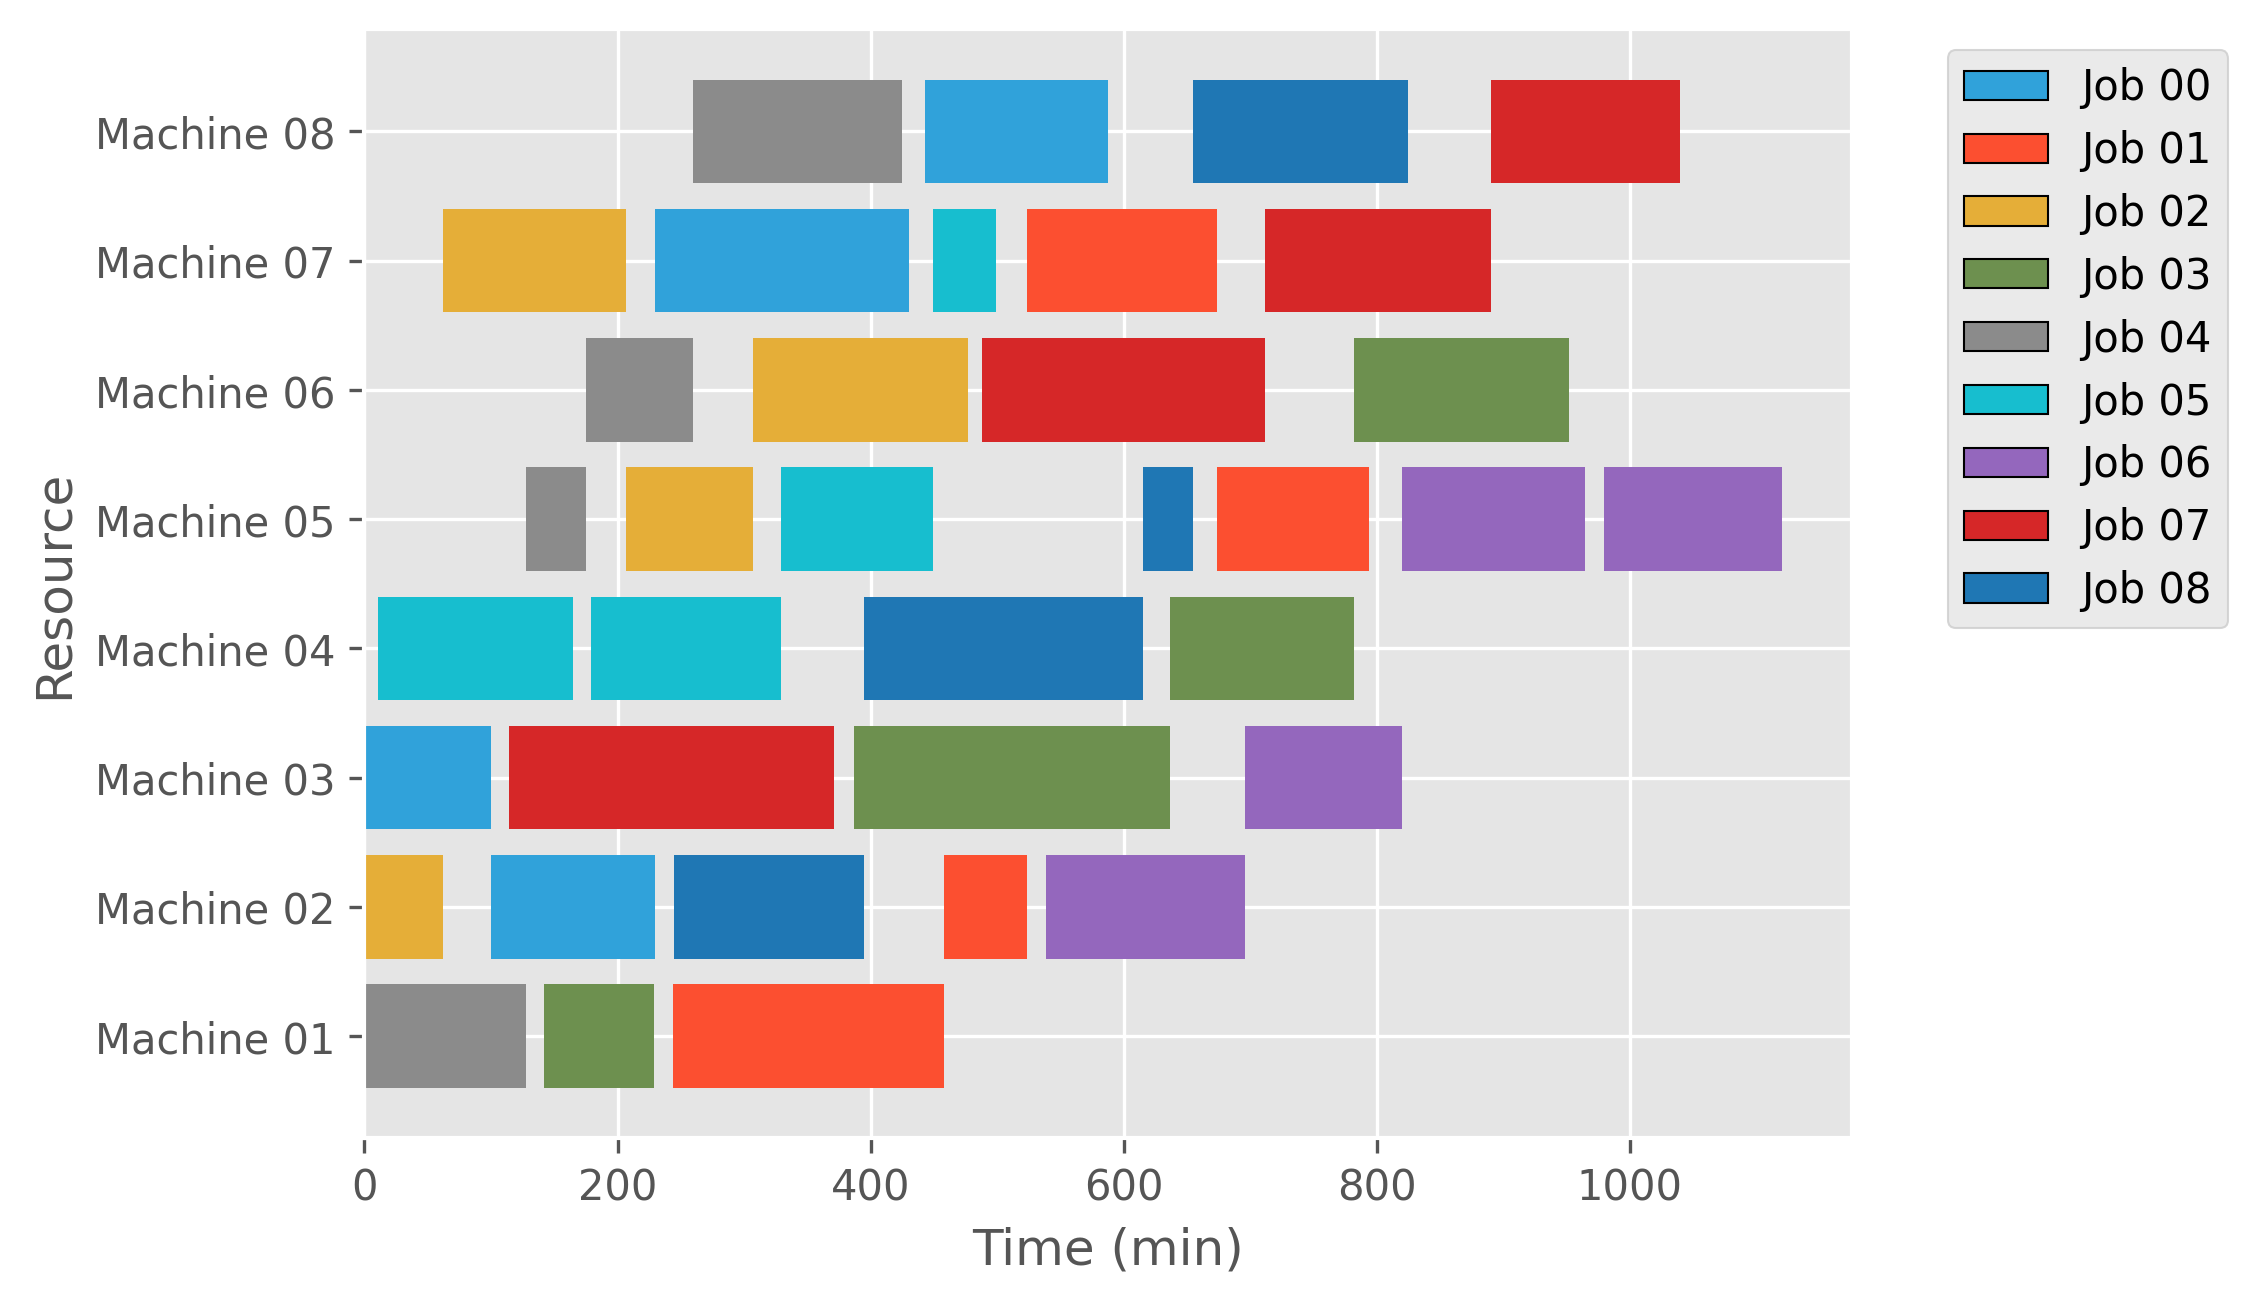 Machine 08
Machine 07
Machine 06
Machine 05
Machine 04
Machine 03
Machine 02
Machine 01
Resource
0 200 400 600 800 1000
Time (min)
Job 00
Job 01
Job 02
Job 03
Job 04
Job 05
Job 06
Job 07
Job 08